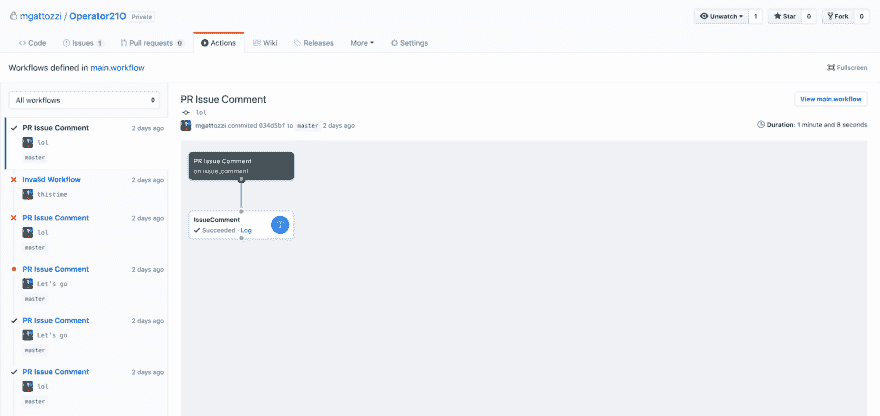 mgattozzi / Operator21O Private
Unwatch 1 Star 0 Fork 0
Code Issues 1 Pull requests 0 Actions Wiki Releases More Settings
Workflows defined in main.workflow
Fullscreen
All workflows
PR Issue Comment 2 days ago
lol
master
Invalid Workflow 2 days ago
thistime
PR Issue Comment 2 days ago
lol
master
PR Issue Comment 2 days ago
Let's go
master
PR Issue Comment 2 days ago
Let's go
master
PR Issue Comment 2 days ago
lol
master
PR Issue Comment
View main.workflow
lol
mgattozzi commited 034d5bf to master 2 days ago
Duration: 1 minute and 8 seconds
PR Issue Comment
on issue_comment
IssueComment
Succeeded · Log